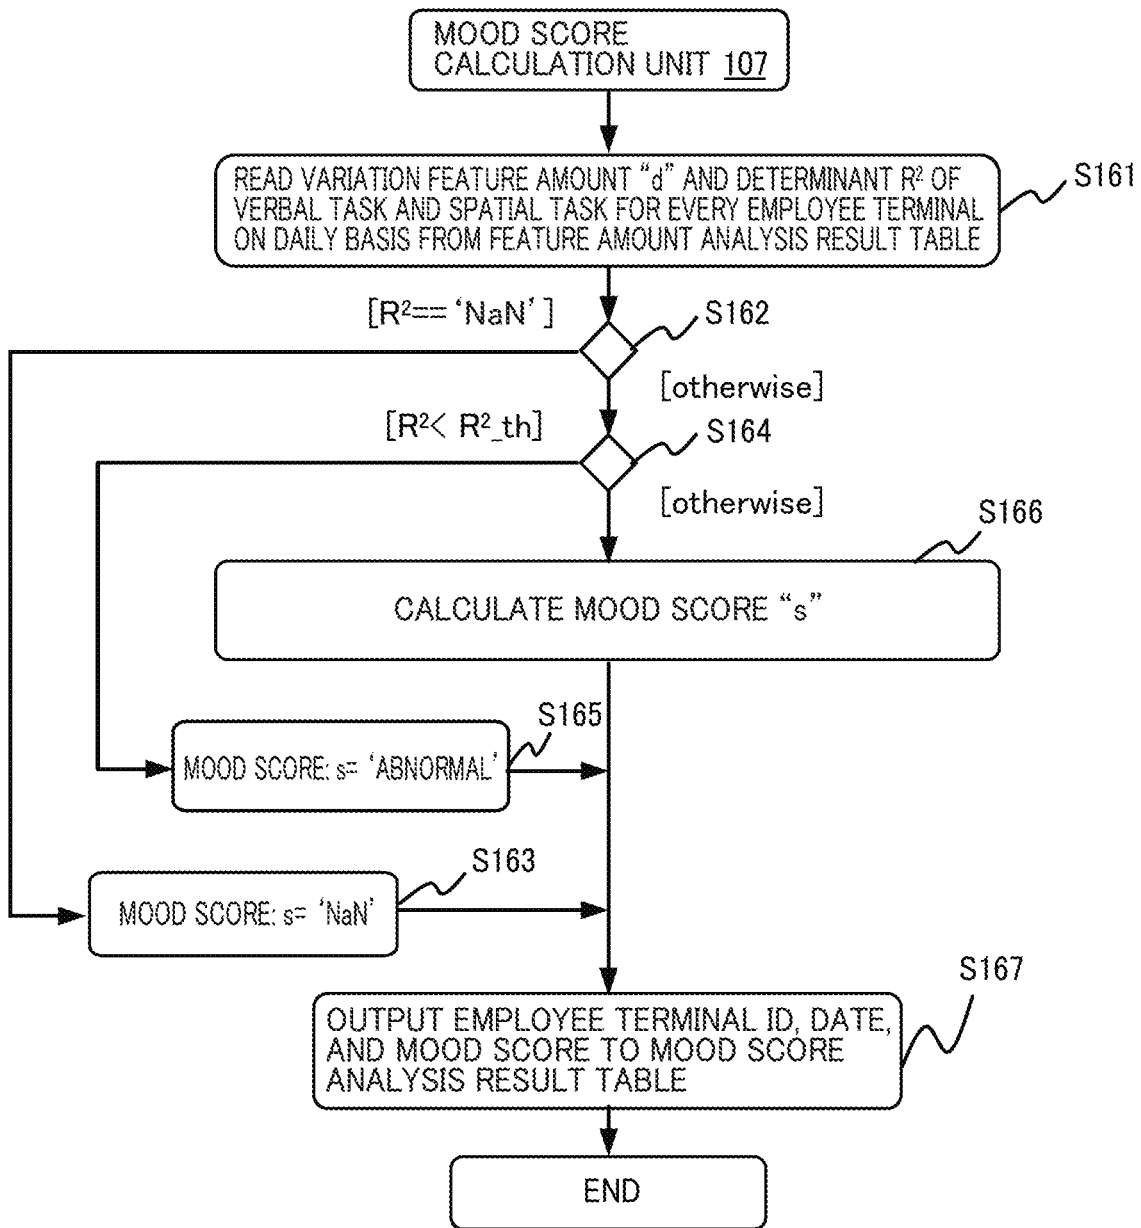 MOOD SCORE
CALCULATION UNIT 107
READ VARIATION FEATURE AMOUNT “d” AND DETERMINANT R² OF
VERBAL TASK AND SPATIAL TASK FOR EVERY EMPLOYEE TERMINAL
ON DAILY BASIS FROM FEATURE AMOUNT ANALYSIS RESULT TABLE
S161
[R²== ‘NaN’ ]
S162
[otherwise]
[R²< R²_th]
S164
[otherwise]
S166
CALCULATE MOOD SCORE “s”
S165
MOOD SCORE: s= ‘ABNORMAL’
S163
MOOD SCORE: s= ‘NaN’
S167
OUTPUT EMPLOYEE TERMINAL ID, DATE,
AND MOOD SCORE TO MOOD SCORE
ANALYSIS RESULT TABLE
END